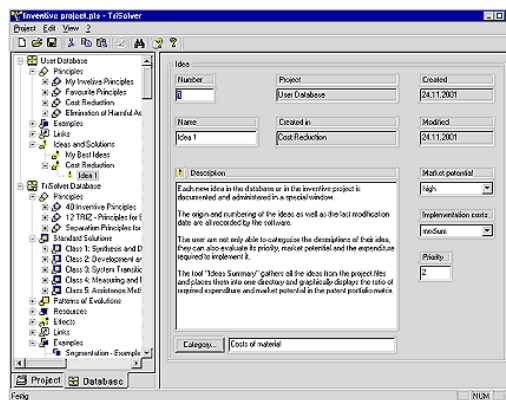 Inventive project.pls - TriSolver
Project Edit View ?
User Database
Principles
My Invetive Principles
Favourite Principles
Cost Reduction
Elimination of Harmful Ac
Examples
Links
Ideas and Solutions
My Best Ideas
Cost Reduction
Idea 1
TriSolver Database
Principles
40 Inventive Principles
12 TRIZ - Principles for E
Separation Principles for
Standard Solutions
Class 1: Synthesis and D
Class 2: Development an
Class 3: System Transition
Class 4: Measuring and
Class 5: Assistance Meth
Patterns of Evolutions
Resources
Effects
Links
Examples
Segmentation - Example
Project Database
Fertig
Idea
Number Project Created
1 User Database 24.11.2001
Name Created in Modified
Idea 1 Cost Reduction 24.11.2001
Description
Each new idea in the database or in the inventive project is
documented and administered in a special window.
The origin and numbering of the ideas as well as the last modification
date are all recorded by the software.
The user are not only able to categorise the descriptions of their idea,
they can also evaluate its priority, market potential and the expenditure
required to implement it.
The tool "Ideas Summary" gathers all the ideas from the project files
and places them into one directory and graphically displays the ratio of
required expenditure and market potential in the patent portfolio matrix.
Market potential
high
Implementation costs
medium
Priority
2
Category... Costs of material
NUM